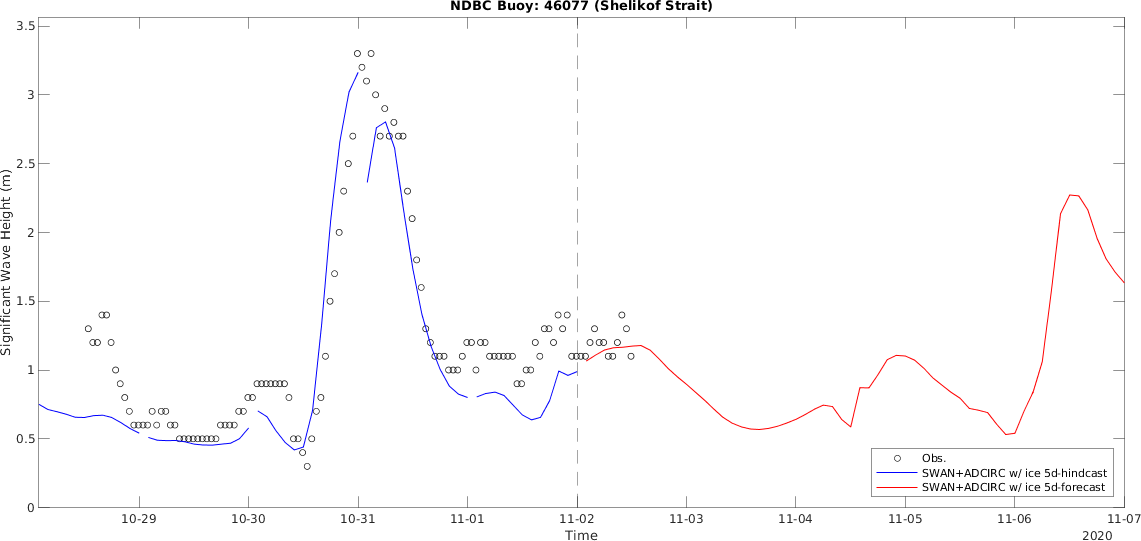 NDBC Buoy: 46077 (Shelikof Strait)
3.5
3
2.5
2
1.5
1
0.5
0
Significant Wave Height (m)
Obs.
SWAN+ADCIRC w/ ice 5d-hindcast
SWAN+ADCIRC w/ ice 5d-forecast
10-29 10-30 10-31 11-01 11-02 11-03 11-04 11-05 11-06 11-07
Time
2020